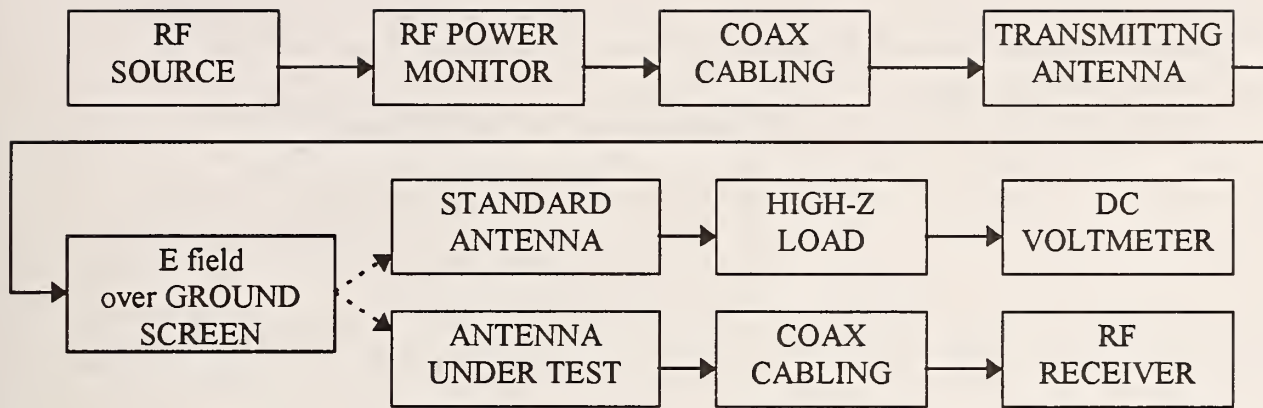 RF
SOURCE
RF POWER
MONITOR
COAX
CABLING
TRANSMITTNG
ANTENNA
E field
over GROUND
SCREEN
STANDARD
ANTENNA
HIGH-Z
LOAD
DC
VOLTMETER
ANTENNA
UNDER TEST
COAX
CABLING
RF
RECEIVER